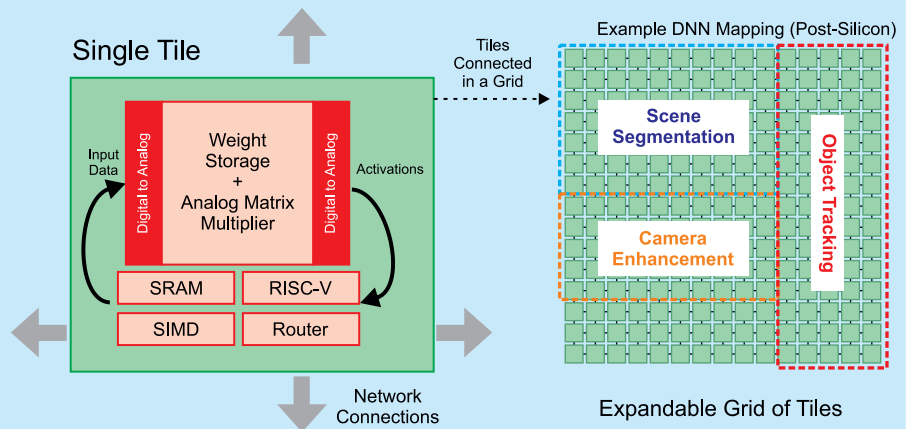 Single Tile
Digital to Analog
Weight
Storage
+
Analog Matrix
Multiplier
Digital to Analog
Input
Data
Activations
SRAM
RISC-V
SIMD
Router
Network
Connections
Tiles
Connected
in a Grid
Example DNN Mapping (Post-Silicon)
Scene
Segmentation
Camera
Enhancement
Object Tracking
Expandable Grid of Tiles